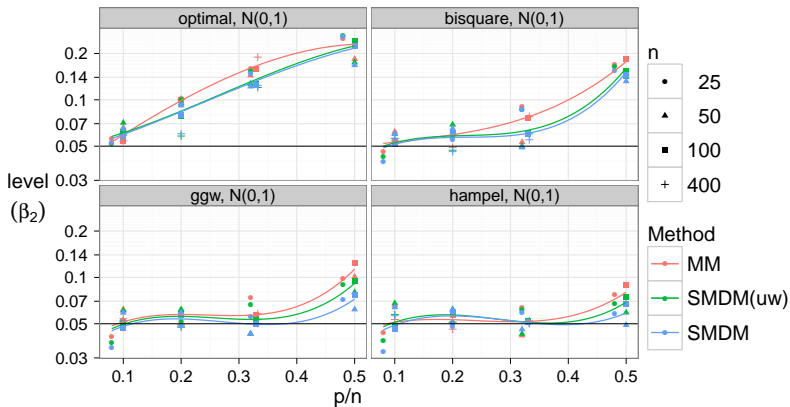 optimal, N(0,1)
bisquare, N(0,1)
0.2
0.14
0.1
0.07
0.05
0.03
level
(β2)
ggw, N(0,1)
hampel, N(0,1)
0.2
0.14
0.1
0.07
0.05
0.03
0.1 0.2 0.3 0.4 0.5
0.1 0.2 0.3 0.4 0.5
p/n
n
25
50
100
400
Method
MM
SMDM(uw)
SMDM